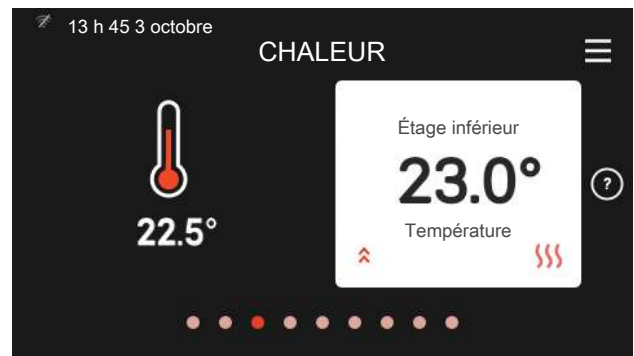 13 h 45 3 octobre
CHALEUR
Étage inférieur
23.0°
?
22.5°
Température